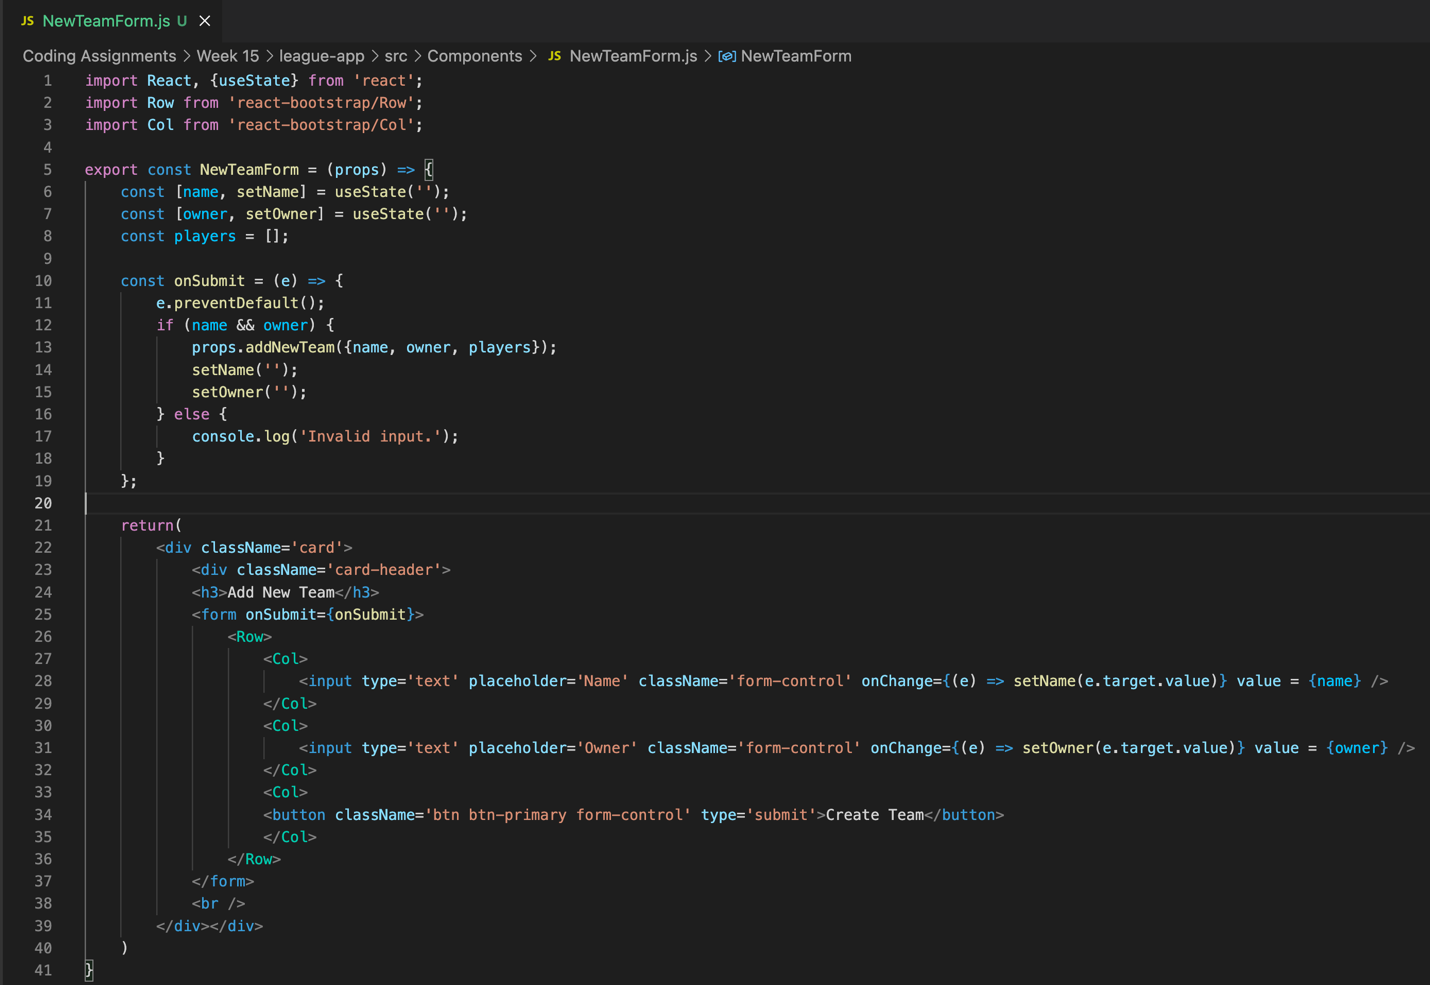 JS NewTeamForm.js U ×
Coding Assignments > Week 15 > league-app > src > Components > JS NewTeamForm.js > NewTeamForm
1 import React, {useState} from 'react';
2 import Row from 'react-bootstrap/Row';
3 import Col from 'react-bootstrap/Col';
4
5 export const NewTeamForm = (props) => {
6     const [name, setName] = useState('');
7     const [owner, setOwner] = useState('');
8     const players = [];
9
10     const onSubmit = (e) => {
11         e.preventDefault();
12         if (name && owner) {
13             props.addNewTeam({name, owner, players});
14             setName('');
15             setOwner('');
16         } else {
17             console.log('Invalid input.');
18         }
19     };
20
21     return(
22         <div className='card'>
23             <div className='card-header'>
24             <h3>Add New Team</h3>
25             <form onSubmit={onSubmit}>
26                 <Row>
27                     <Col>
28                         <input type='text' placeholder='Name' className='form-control' onChange={(e) => setName(e.target.value)} value = {name} />
29                     </Col>
30                     <Col>
31                         <input type='text' placeholder='Owner' className='form-control' onChange={(e) => setOwner(e.target.value)} value = {owner} />
32                     </Col>
33                     <Col>
34                     <button className='btn btn-primary form-control' type='submit'>Create Team</button>
35                     </Col>
36                 </Row>
37             </form>
38             <br />
39         </div></div>
40     )
41 }